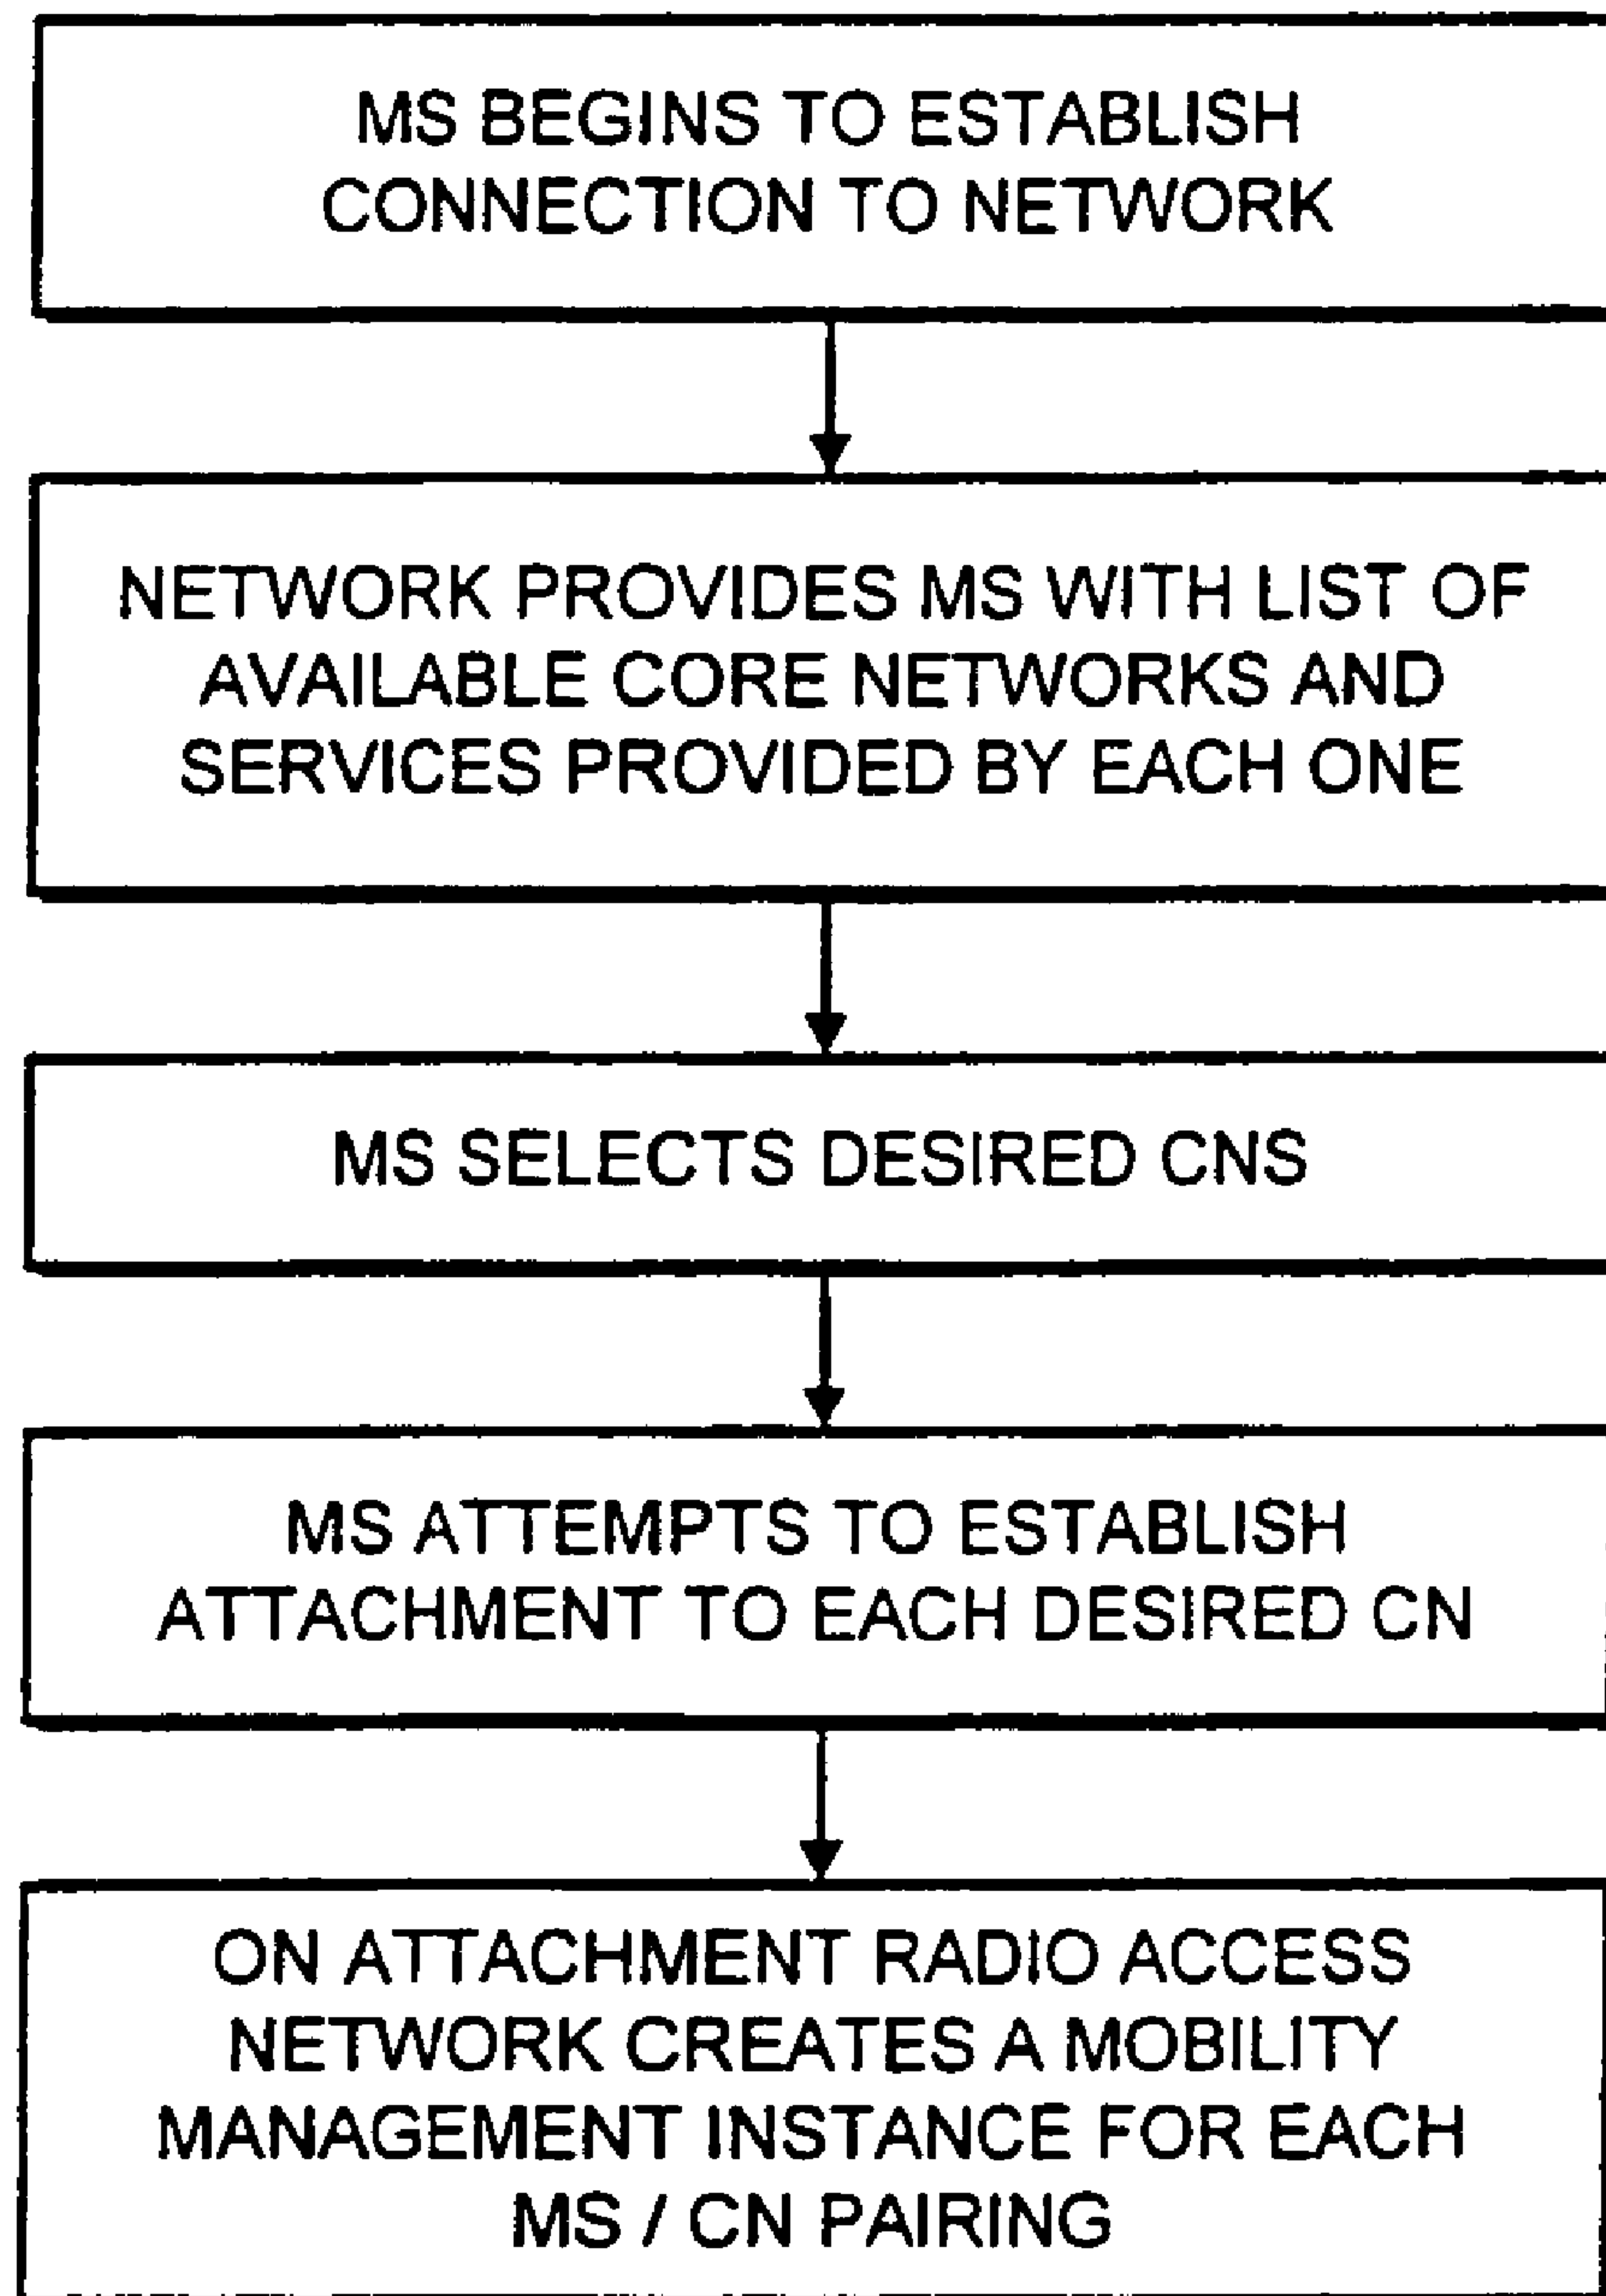 MS BEGINS TO ESTABLISH
CONNECTION TO NETWORK
NETWORK PROVIDES MS WITH LIST OF
AVAILABLE CORE NETWORKS AND
SERVICES PROVIDED BY EACH ONE
MS SELECTS DESIRED CNS
MS ATTEMPTS TO ESTABLISH
ATTACHMENT TO EACH DESIRED CN
ON ATTACHMENT RADIO ACCESS
NETWORK CREATES A MOBILITY
MANAGEMENT INSTANCE FOR EACH
MS / CN PAIRING